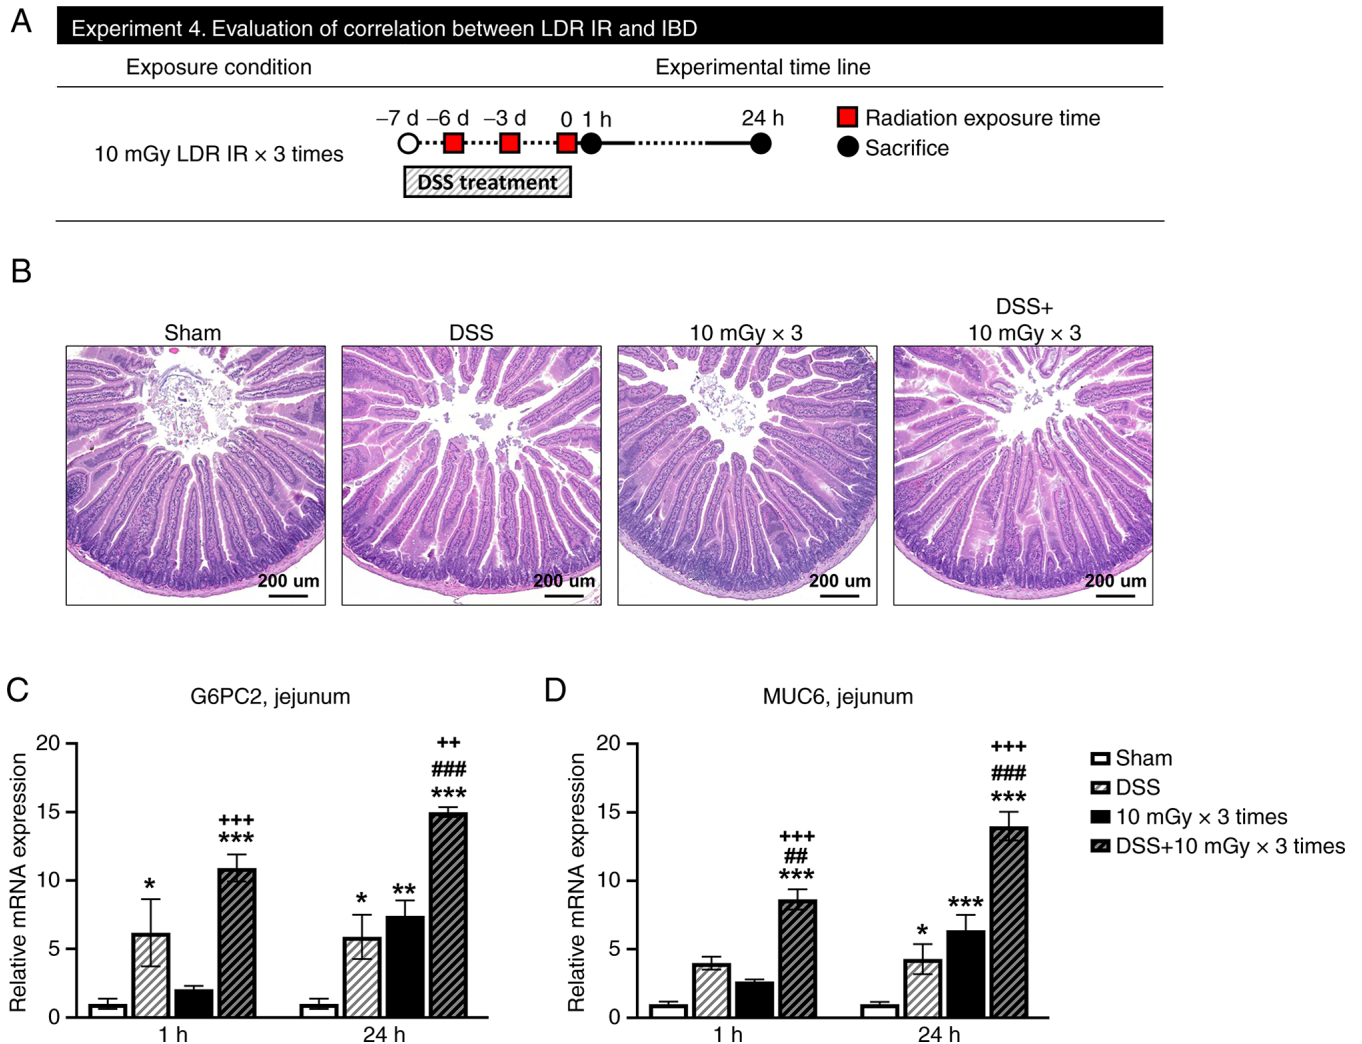 A
Experiment 4. Evaluation of correlation between LDR IR and IBD
Exposure condition
Experimental time line
−7 d −6 d −3 d 0 1 h 24 h
Radiation exposure time
10 mGy LDR IR × 3 times
Sacrifice
DSS treatment
B
Sham
DSS
10 mGy × 3
DSS+
10 mGy × 3
200 um
200 um
200 um
200 um
C
G6PC2, jejunum
Relative mRNA expression
20
15
10
5
0
*
+++
***
*
**
++
###
***
1 h
24 h
D
MUC6, jejunum
Relative mRNA expression
20
15
10
5
0
+++
##
***
*
***
+++
###
***
1 h
24 h
Sham
DSS
10 mGy × 3 times
DSS+10 mGy × 3 times